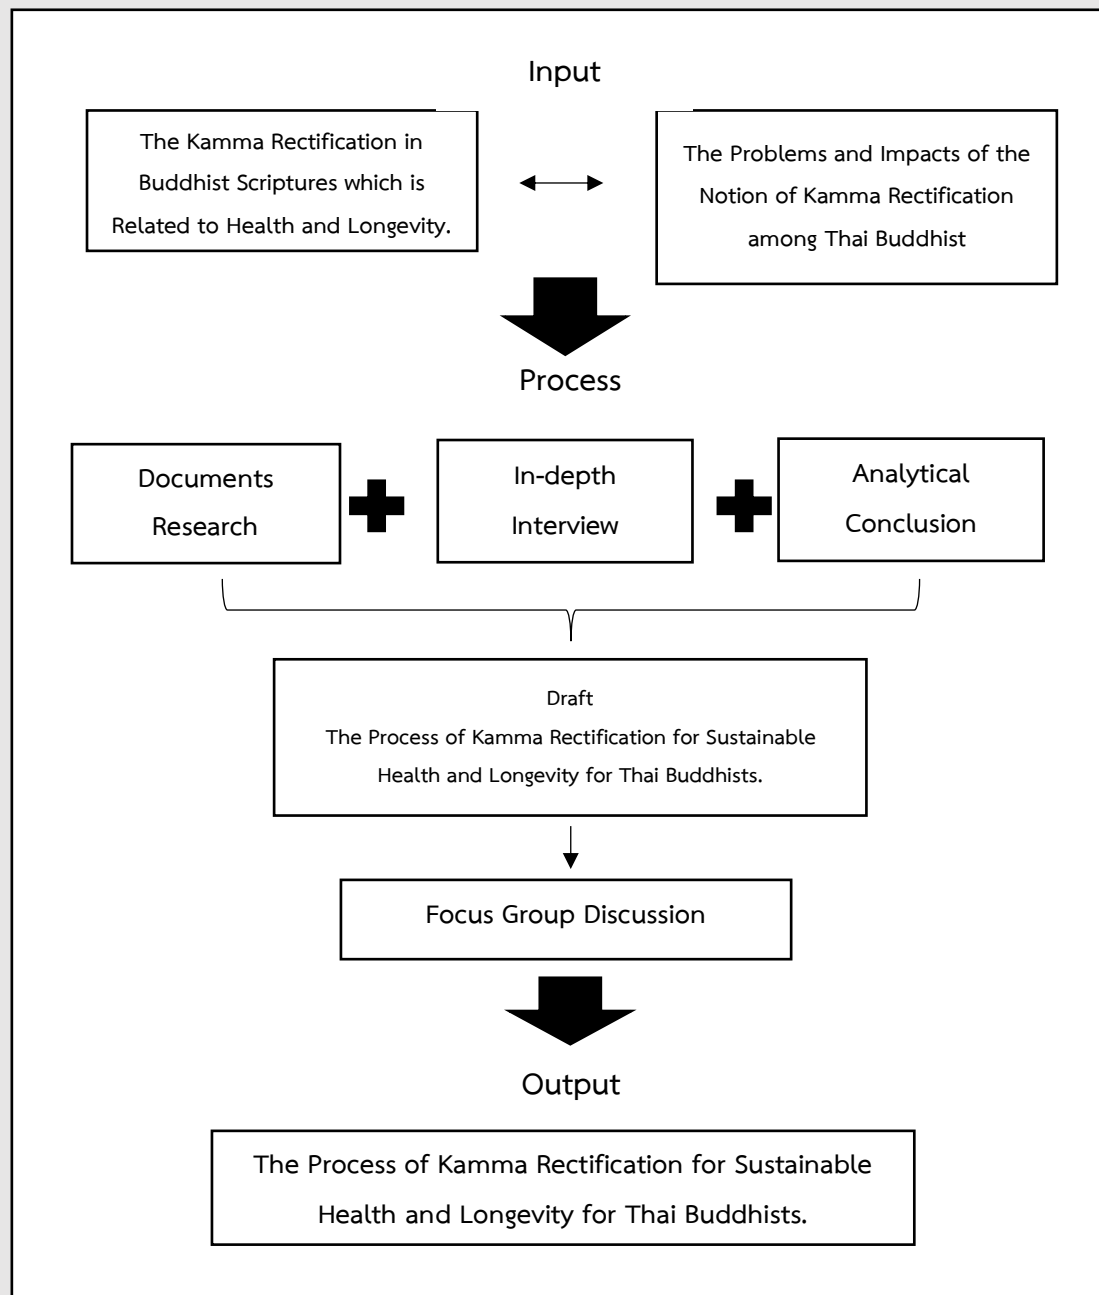 Input
The Kamma Rectification in
Buddhist Scriptures which is
Related to Health and Longevity.
The Problems and Impacts of the
Notion of Kamma Rectification
among Thai Buddhist
Process
Documents
Research
In-depth
Interview
Analytical
Conclusion
Draft
The Process of Kamma Rectification for Sustainable
Health and Longevity for Thai Buddhists.
Focus Group Discussion
Output
The Process of Kamma Rectification for Sustainable
Health and Longevity for Thai Buddhists.